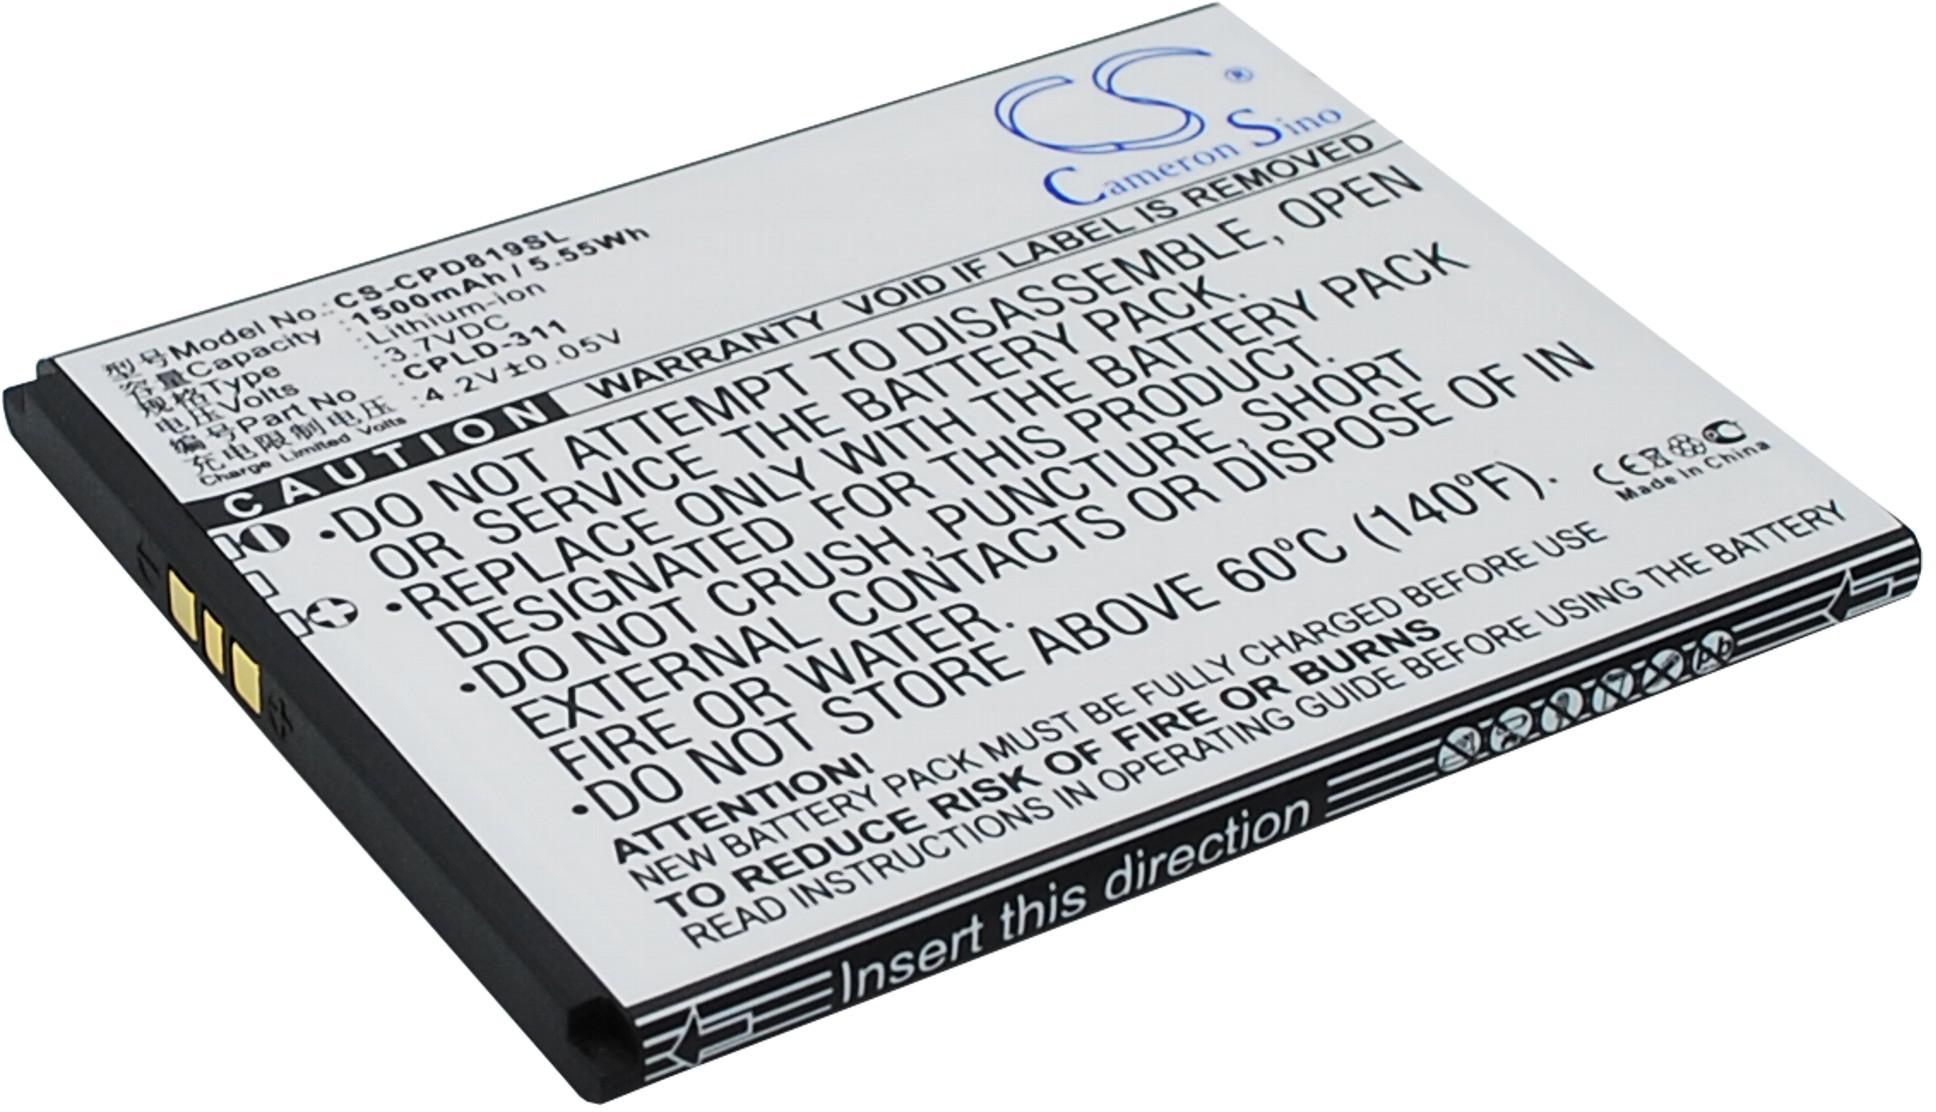 CS®
Cameron Sino
型号Model No.: CS-CPD819SL
容量Capacity : 1500mAh / 5.55Wh
规格Type : Lithium-ion
电压Volts : 3.7VDC
编号Part No : CPLD-311
充电限制电压 : 4.2V±0.05V
Charge Limited Volts
CAUTION WARRANTY VOID IF LABEL IS REMOVED
•DO NOT ATTEMPT TO DISASSEMBLE, OPEN
OR SERVICE THE BATTERY PACK.
•REPLACE ONLY WITH THE BATTERY PACK
DESIGNATED FOR THIS PRODUCT.
•DO NOT CRUSH, PUNCTURE, SHORT
EXTERNAL CONTACTS OR DISPOSE OF IN
FIRE OR WATER.
•DO NOT STORE ABOVE 60°C (140°F).
CE
Made in China
ATTENTION!
NEW BATTERY PACK MUST BE FULLY CHARGED BEFORE USE
TO REDUCE RISK OF FIRE OR BURNS
READ INSTRUCTIONS IN OPERATING GUIDE BEFORE USING THE BATTERY
Insert this direction